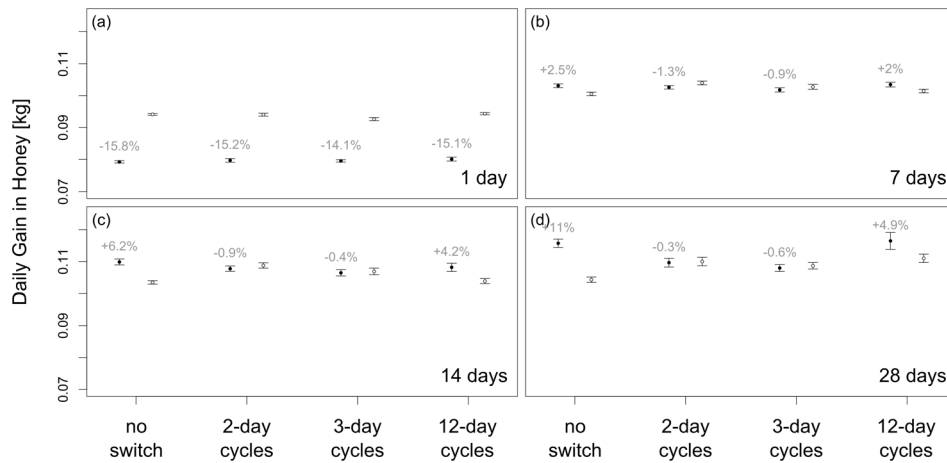 (a)
-15.8%
-15.2%
-14.1%
-15.1%
1 day
(b)
+2.5%
-1.3%
-0.9%
+2%
7 days
(c)
+6.2%
-0.9%
-0.4%
+4.2%
14 days
(d)
+11%
-0.3%
-0.6%
+4.9%
28 days
Daily Gain in Honey [kg]
0.11
0.09
0.07
0.11
0.09
0.07
no switch
2-day cycles
3-day cycles
12-day cycles
no switch
2-day cycles
3-day cycles
12-day cycles